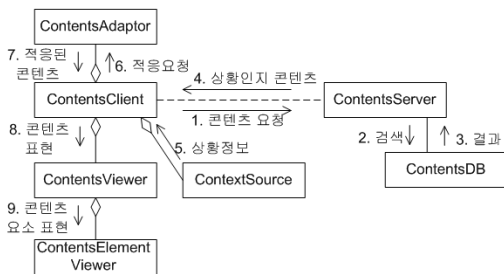 ContentsAdaptor
7. 적응된
콘텐츠
6. 적응요청
4. 상황인지 콘텐츠
ContentsClient
ContentsServer
1. 콘텐츠 요청
8. 콘텐츠
표현
5. 상황정보
2. 검색
3. 결과
ContentsViewer
ContextSource
ContentsDB
9. 콘텐츠
요소 표현
ContentsElement
Viewer